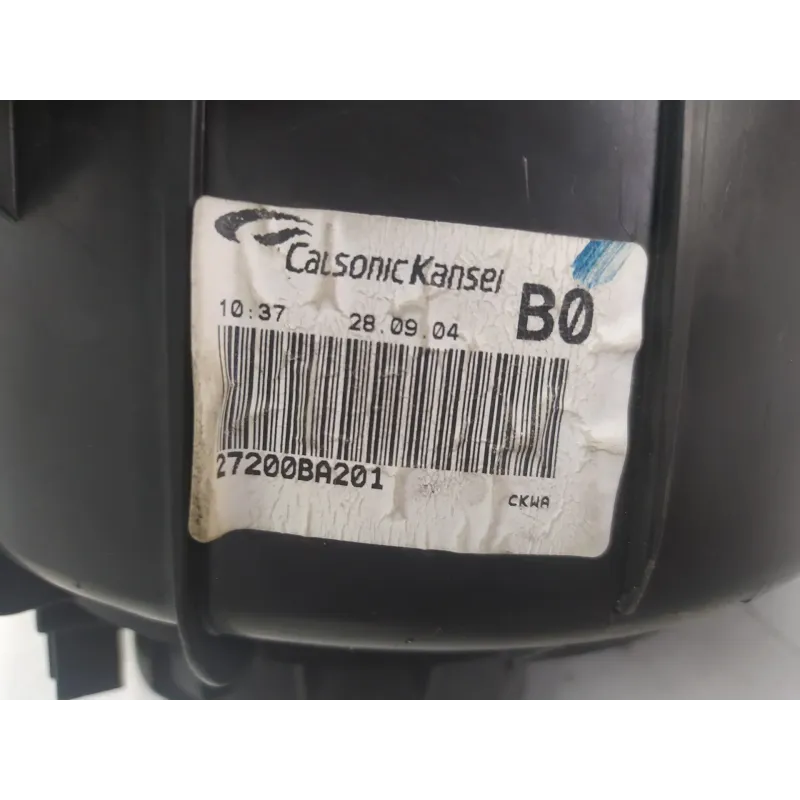 CalsonicKansei
B0
10:37 28.09.04
27200BA201
CKWA